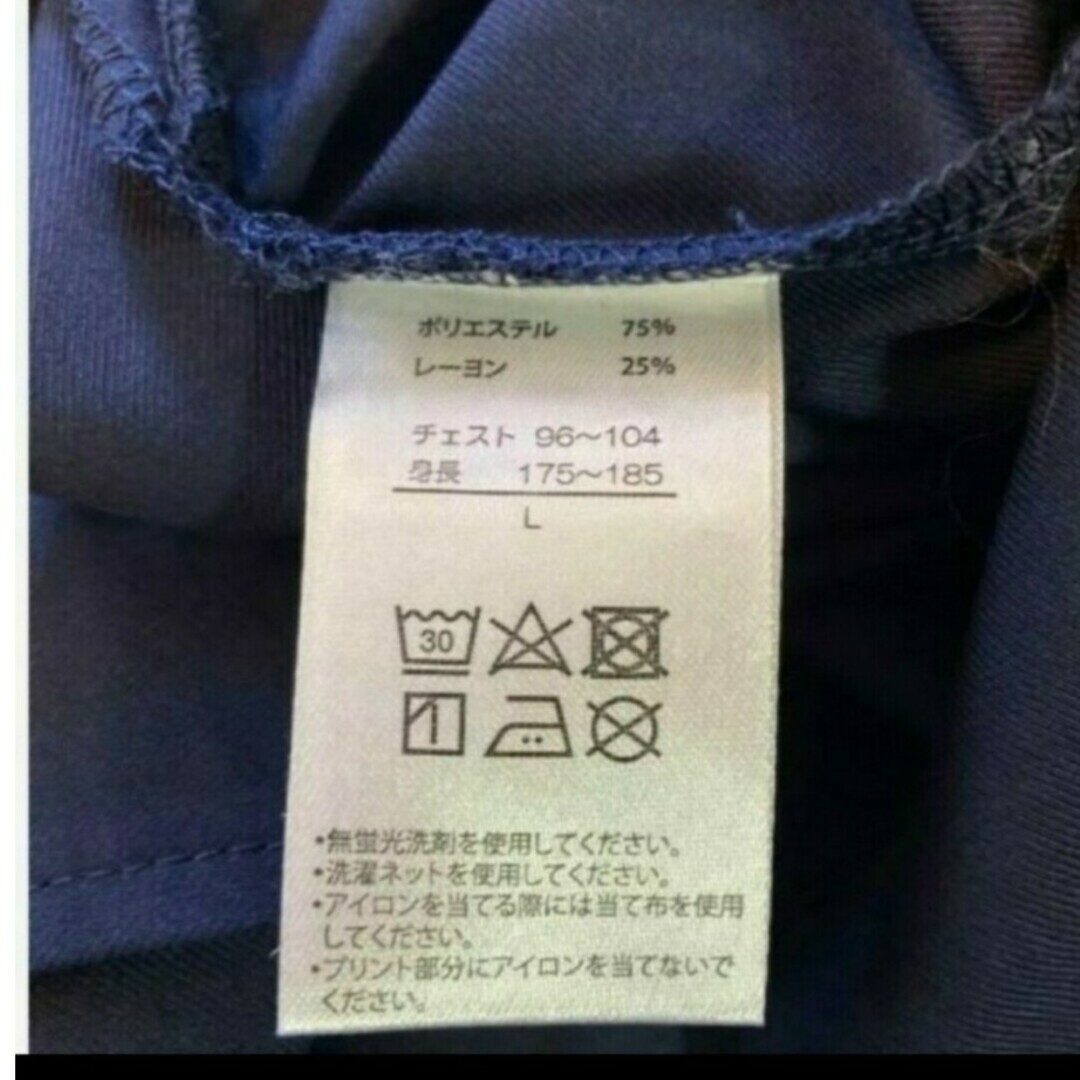 ポリエステル 75%
レーヨン 25%
チェスト 96〜104
身長 175〜185
L
30
・無蛍光洗剤を使用してください。
・洗濯ネットを使用してください。
・アイロンを当てる際には当て布を使用
してください。
・プリント部分にアイロンを当てないで
ください。